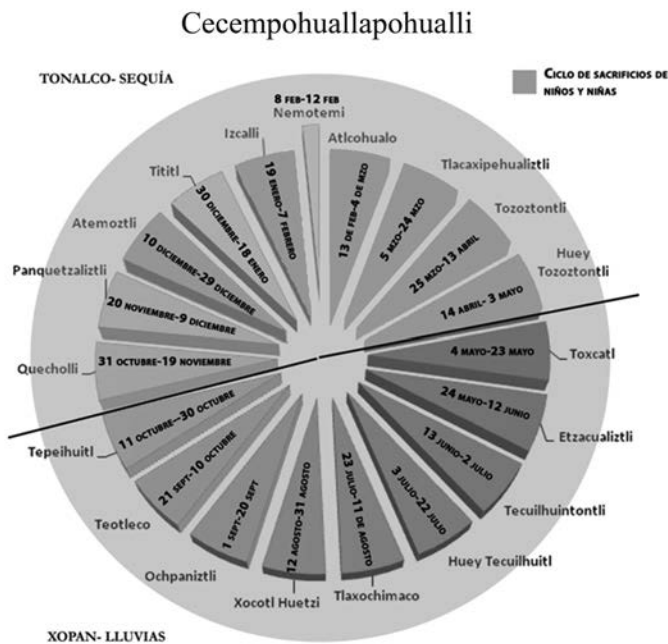 Cecempohuallapohualli
TONALCO- SEQUÍA
CICLO DE SACRIFICIOS DE
NIÑOS Y NIÑAS
8 FEB-12 FEB
Nemotemi
Atlcohualo
13 DE FEB-4 DE MZO
Tlacaxipehualiztli
5 MZO-24 MZO
Tozoztontli
25 MZO-13 ABRIL
Huey
Tozoztontli
14 ABRIL- 3 MAYO
Toxcatl
4 MAYO-23 MAYO
Etzacualiztli
24 MAYO-12 JUNIO
Tecuilhuintontli
13 JUNIO-2 JULIO
Huey Tecuilhuitl
3 JULIO-22 JULIO
Tlaxochimaco
23 JULIO-11 DE AGOSTO
Xocotl Huetzi
12 AGOSTO-31 AGOSTO
Ochpaniztli
1 SEPT-20 SEPT
Teotleco
21 SEPT-10 OCTUBRE
Tepeihuitl
11 OCTUBRE--30 OCTUBRE
Quecholli
31 OCTUBRE-19 NOVIEMBRE
Panquetzaliztli
20 NOVIEMBRE-9 DICIEMBRE
Atemoztli
10 DICIEMBRE-29 DICIEMBRE
Tititl
30 DICIEMBRE-18 ENERO
Izcalli
19 ENERO-7 FEBRERO
XOPAN- LLUVIAS